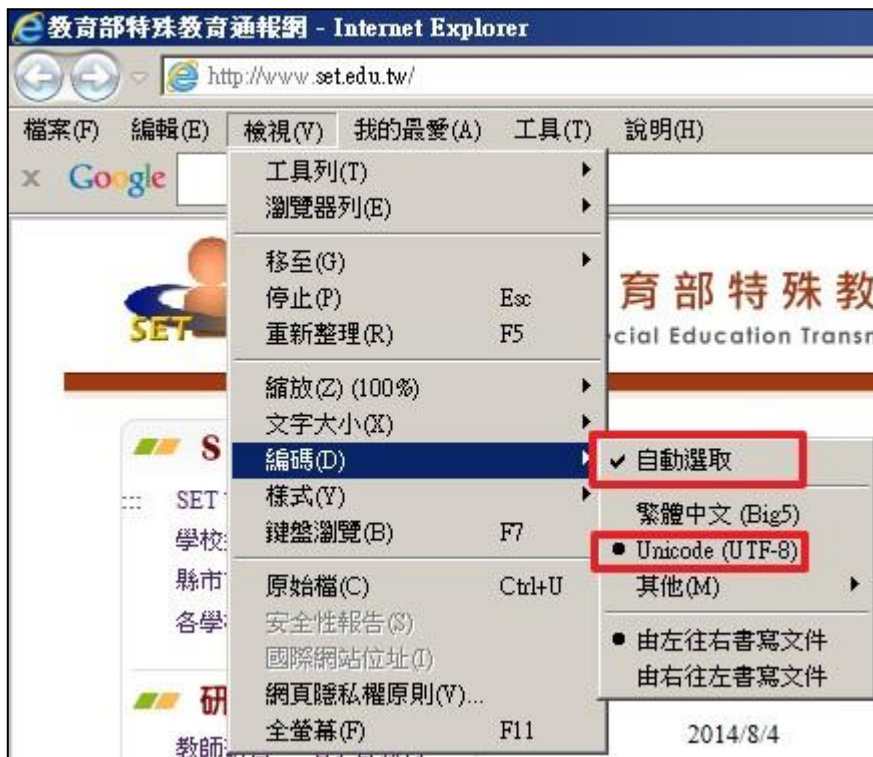 教育部特殊教育通報網 - Internet Explorer
http://www.set.edu.tw/
檔案(F) 編輯(E) 檢視(V) 我的最愛(A) 工具(T) 說明(H)
x Google
工具列(T)
瀏覽器列(E)
移至(G)
停止(P) Esc
重新整理(R) F5
縮放(Z) (100%)
文字大小(X)
編碼(D)
樣式(Y)
鍵盤瀏覽(B) F7
原始檔(C) Ctrl+U
安全性報告(S)
國際網站位址(I)
網頁隱私權原則(V)...
全螢幕(F) F11
自動選取
繁體中文 (Big5)
Unicode (UTF-8)
其他(M)
由左往右書寫文件
由右往左書寫文件
SET
育部特殊教
cial Education Transm
S
::: SET
學校
縣市
各學
研
教師
2014/8/4